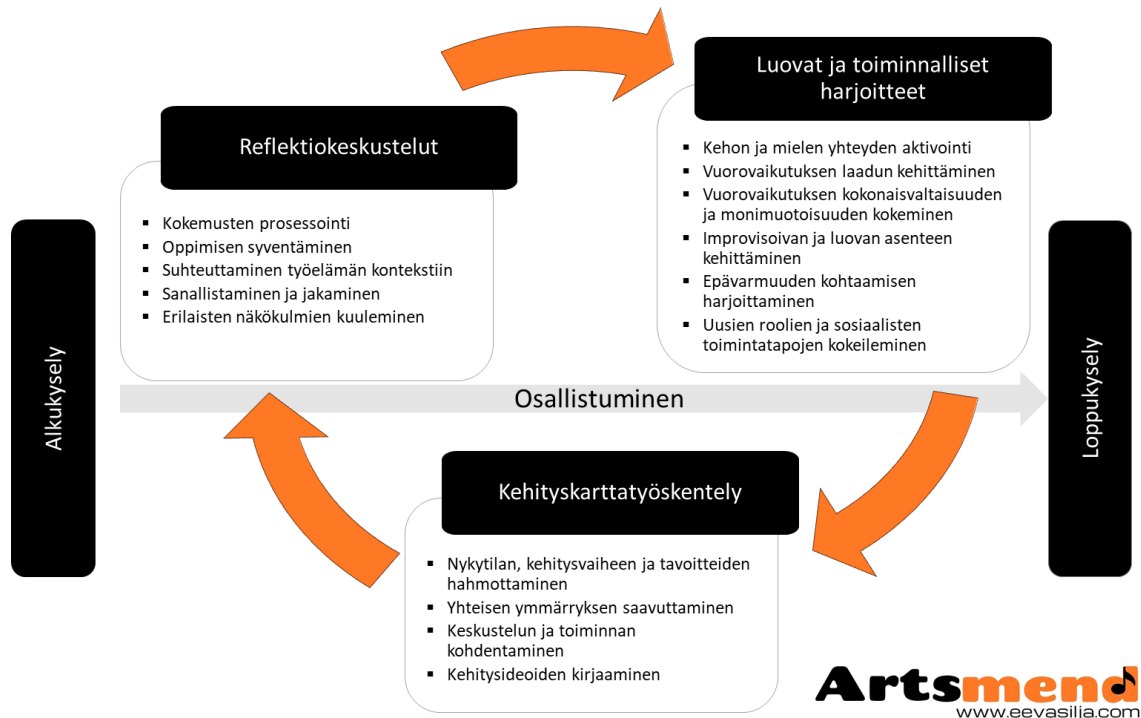 Alkukysely
Reflektiokeskustelut
▪ Kokemusten prosessointi
▪ Oppimisen syventäminen
▪ Suhteuttaminen työelämän kontekstiin
▪ Sanallistaminen ja jakaminen
▪ Erilaisten näkökulmien kuuleminen
Luovat ja toiminnalliset
harjoitteet
▪ Kehon ja mielen yhteyden aktivointi
▪ Vuorovaikutuksen laadun kehittäminen
▪ Vuorovaikutuksen kokonaisvaltaisuuden
ja monimuotoisuuden kokeminen
▪ Improvisoivan ja luovan asenteen
kehittäminen
▪ Epävarmuuden kohtaamisen
harjoittaminen
▪ Uusien roolien ja sosiaalisten
toimintatapojen kokeileminen
Osallistuminen
Kehityskarttatyöskentely
▪ Nykytilan, kehitysvaiheen ja tavoitteiden
hahmottaminen
▪ Yhteisen ymmärryksen saavuttaminen
▪ Keskustelun ja toiminnan
kohdentaminen
▪ Kehitysideoiden kirjaaminen
Loppukysely
Artsmend
www.eevasilia.com